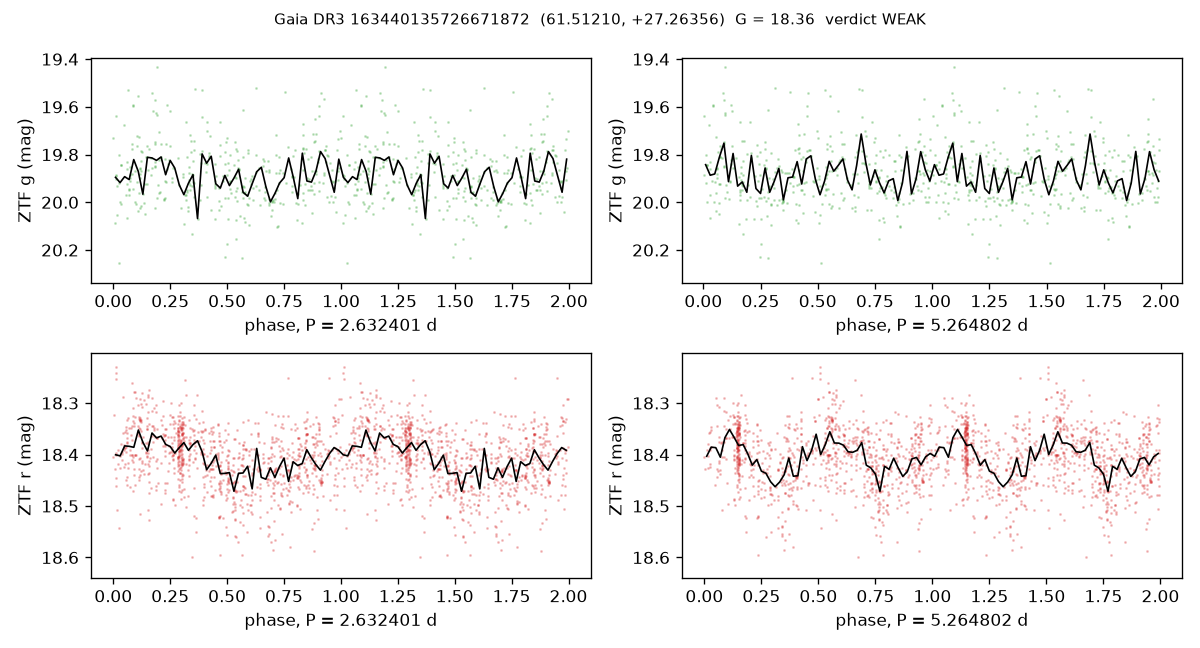 Gaia DR3 163440135726671872 (61.51210, +27.26356) G = 18.36 verdict WEAK
ZTF g (mag)
19.4
19.6
19.8
20.0
20.2
0.00 0.25 0.50 0.75 1.00 1.25 1.50 1.75 2.00
phase, P = 2.632401 d
ZTF g (mag)
19.4
19.6
19.8
20.0
20.2
0.00 0.25 0.50 0.75 1.00 1.25 1.50 1.75 2.00
phase, P = 5.264802 d
ZTF r (mag)
18.3
18.4
18.5
18.6
0.00 0.25 0.50 0.75 1.00 1.25 1.50 1.75 2.00
phase, P = 2.632401 d
ZTF r (mag)
18.3
18.4
18.5
18.6
0.00 0.25 0.50 0.75 1.00 1.25 1.50 1.75 2.00
phase, P = 5.264802 d